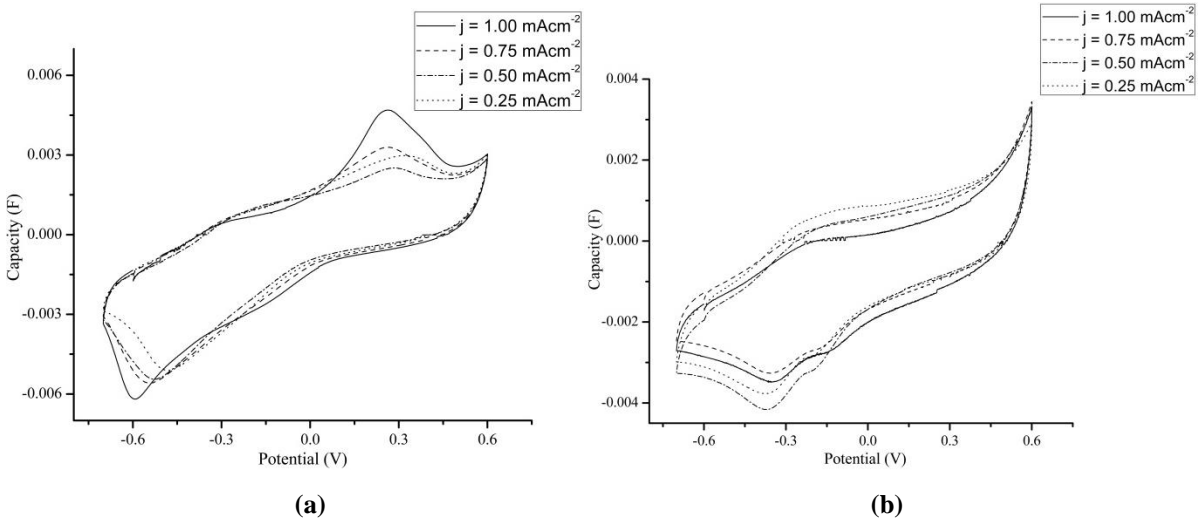 j = 1.00 mAcm-2
j = 0.75 mAcm-2
j = 0.50 mAcm-2
j = 0.25 mAcm-2
0.006
0.003
0.000
-0.003
-0.006
Capacity (F)
-0.6 -0.3 0.0 0.3 0.6
Potential (V)
(a)
j = 1.00 mAcm-2
j = 0.75 mAcm-2
j = 0.50 mAcm-2
j = 0.25 mAcm-2
0.004
0.002
0.000
-0.002
-0.004
Capacity (F)
-0.6 -0.3 0.0 0.3 0.6
Potential (V)
(b)